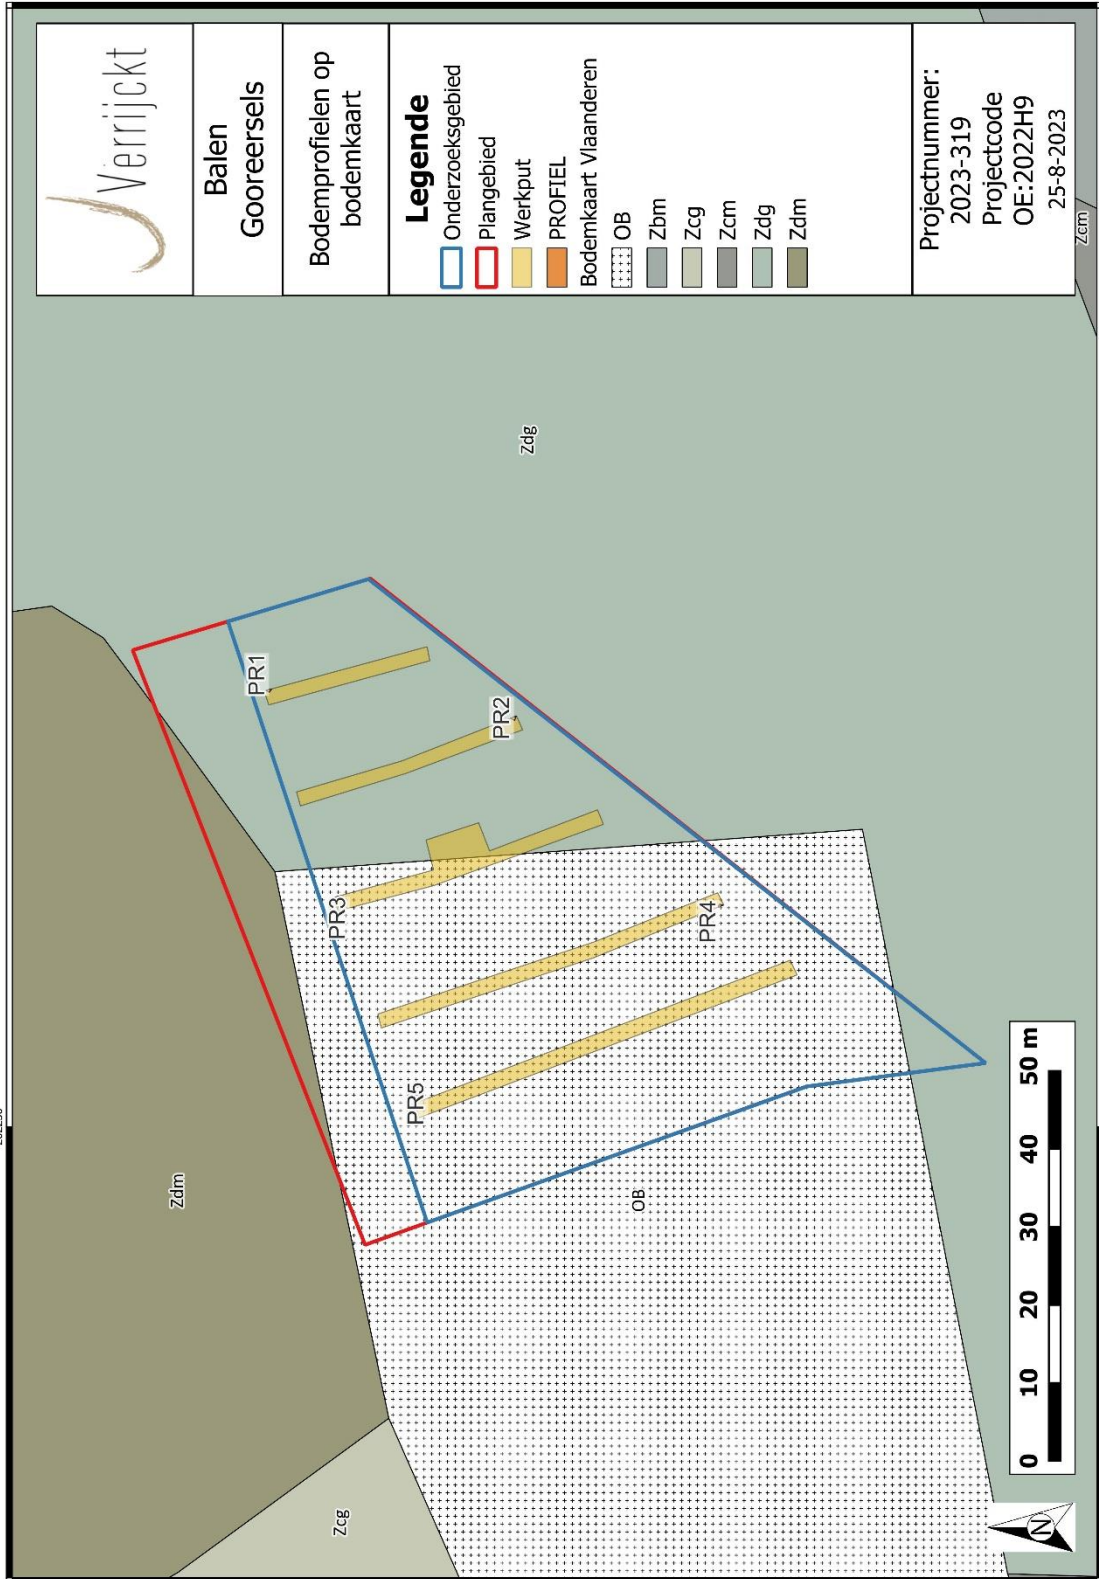 Verrijckt
Balen
Gooreersels
Bodemprofielen op
bodemkaart
Legende
Onderzoeksgebied
Plangebied
Werkput
PROFIEL
Bodemkaart Vlaanderen
OB
Zbm
Zcg
Zcm
Zdg
Zdm
Projectnummer:
2023-319
Projectcode
OE:2022H9
25-8-2023
Zcm
Zdg
PR1
PR2
PR3
PR4
PR5
Zdm
OB
Zcg
0 10 20 30 40 50 m
N